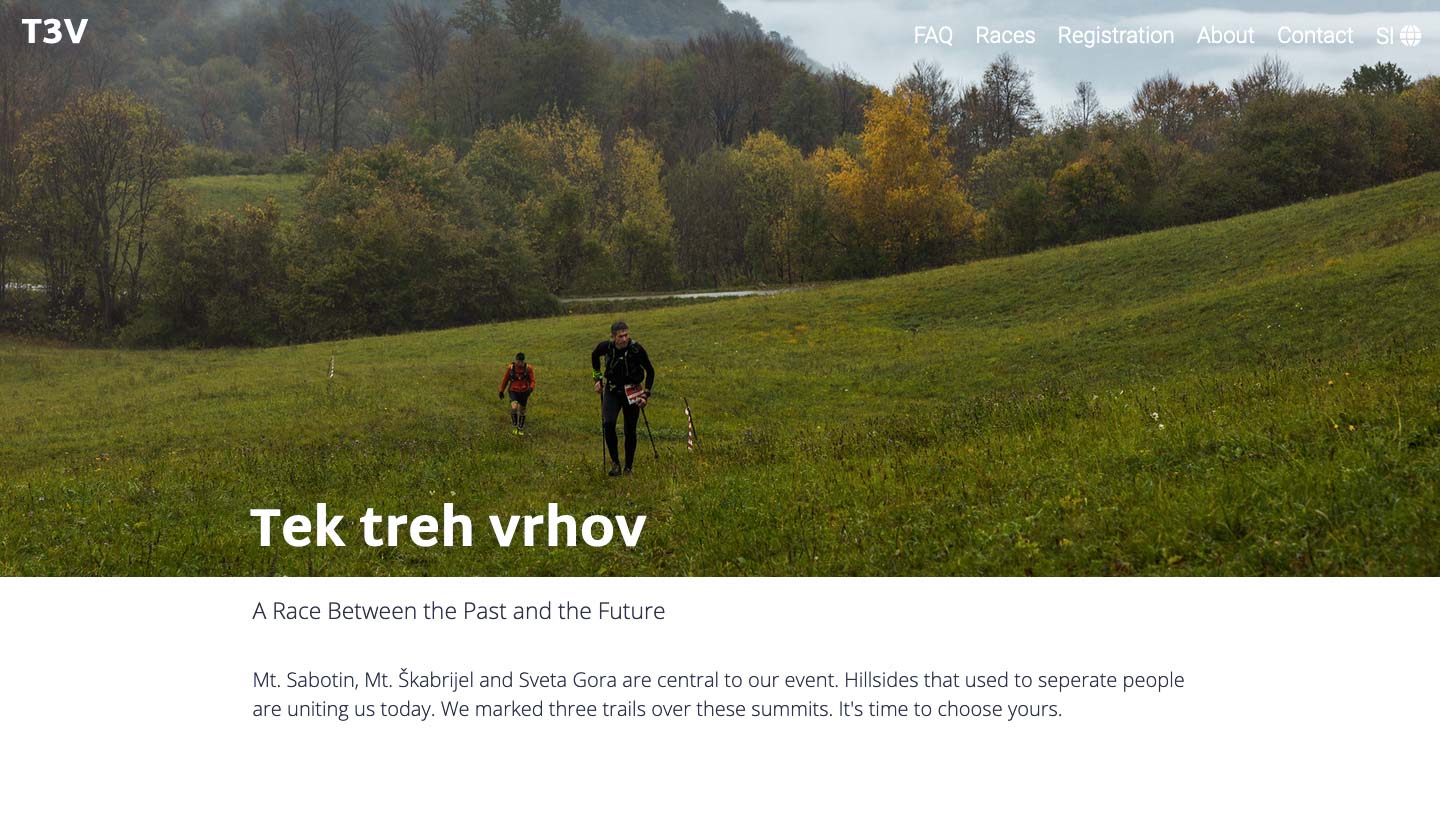 T3V
FAQ Races Registration About Contact SI
Tek treh vrhov
A Race Between the Past and the Future
Mt. Sabotin, Mt. Škabrijel and Sveta Gora are central to our event. Hillsides that used to seperate people
are uniting us today. We marked three trails over these summits. It's time to choose yours.